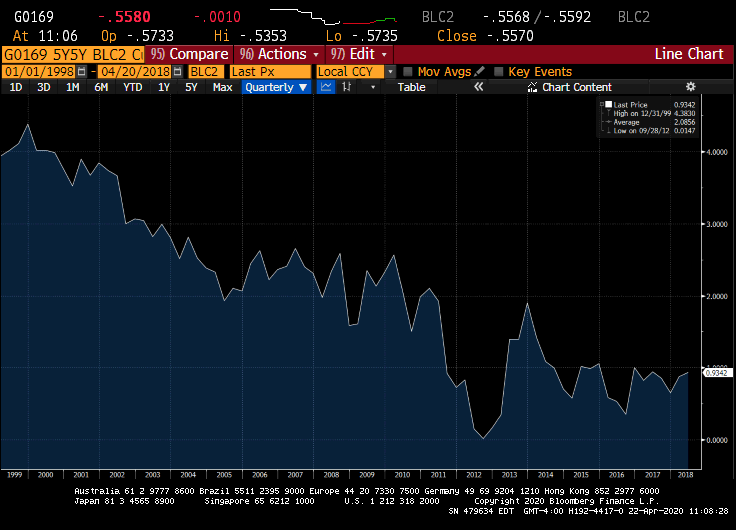 G0169 -.5580 -.0010 BLC2 -.5568 / -.5592 BLC2
At 11:06 Op -.5733 Hi -.5353 Lo -.5735 Close -.5570
G0169 5Y5Y BLC2 Cu 95) Compare 96) Actions 97) Edit Line Chart
01/01/1998 - 04/20/2018 BLC2 Last Px Local CCY Mov Avgs Key Events
1D 3D 1M 6M YTD 1Y 5Y Max Quarterly ▼ Table « Chart Content
Last Price 0.9342
High on 12/31/99 4.3830
Average 2.0856
Low on 09/28/12 0.0147
4.0000
3.0000
2.0000
0.9342
0.0000
1999 2000 2001 2002 2003 2004 2005 2006 2007 2008 2009 2010 2011 2012 2013 2014 2015 2016 2017 2018
Australia 61 2 9777 8600 Brazil 5511 2395 9000 Europe 44 20 7330 7500 Germany 49 69 9204 1210 Hong Kong 852 2977 6000
Japan 81 3 4565 8900 Singapore 65 6212 1000 U.S. 1 212 318 2000 Copyright 2020 Bloomberg Finance L.P.
SN 479634 EDT GMT-4:00 H192-4417-0 22-Apr-2020 11:08:28